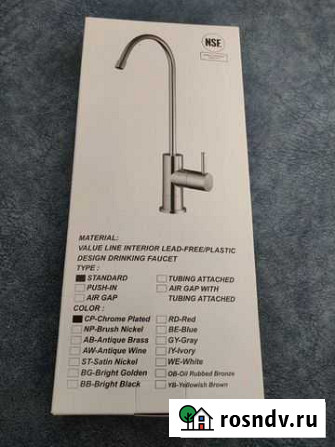 NSF
MATERIAL:
VALUE LINE INTERIOR LEAD-FREE/PLASTIC
DESIGN DRINKING FAUCET
TYPE :
STANDARD TUBING ATTACHED
PUSH-IN AIR GAP WITH
AIR GAP TUBING ATTACHED
COLOR :
CP-Chrome Plated RD-Red
NP-Brush Nickel BE-Blue
AB-Antique Brass GY-Gray
AW-Antique Wine IY-Ivory
ST-Satin Nickel WE-White
BG-Bright Golden OB-Oil Rubbed Bronze
BB-Bright Black YB-Yellowish Brown
rosndv.ru